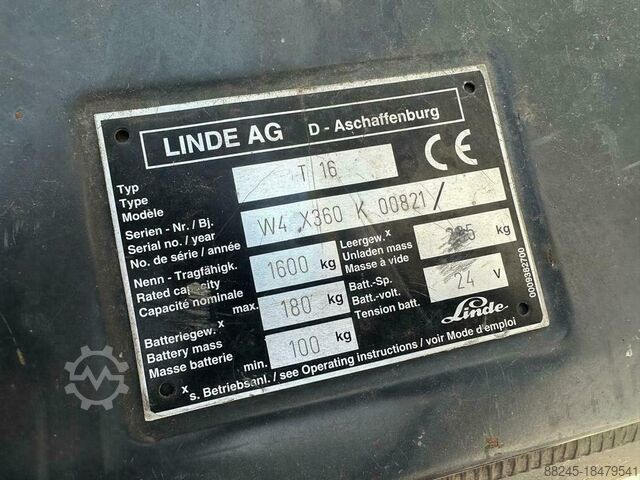 LINDE AG D - Aschaffenburg
CE
Typ
Type
Modèle
T 16
Serien - Nr. / Bj.
Serial no. / year
No. de série / année
W4 X360 K 00821 /
Nenn - Tragfähigk.
Rated capacity
Capacité nominale
1600 kg
Leergew. x
Unladen mass
Masse à vide
kg
Batteriegew. x
Battery mass
Masse batterie
max. 180 kg
min. 100 kg
Batt.-Sp.
Batt.-volt.
Tension batt.
24 V
Linde
0009382700
x s. Betriebsanl. / see Operating instructions / voir Mode d'emploi
88245-18479541